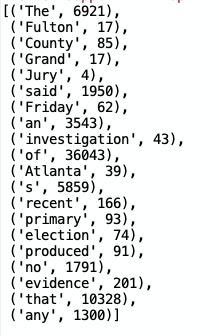 [('The', 6921),
('Fulton', 17),
('County', 85),
('Grand', 17),
('Jury', 4),
('said', 1950),
('Friday', 62),
('an', 3543),
('investigation', 43),
('of', 36043),
('Atlanta', 39),
('s', 5859),
('recent', 166),
('primary', 93),
('election', 74),
('produced', 91),
('no', 1791),
('evidence', 201),
('that', 10328),
('any', 1300)]